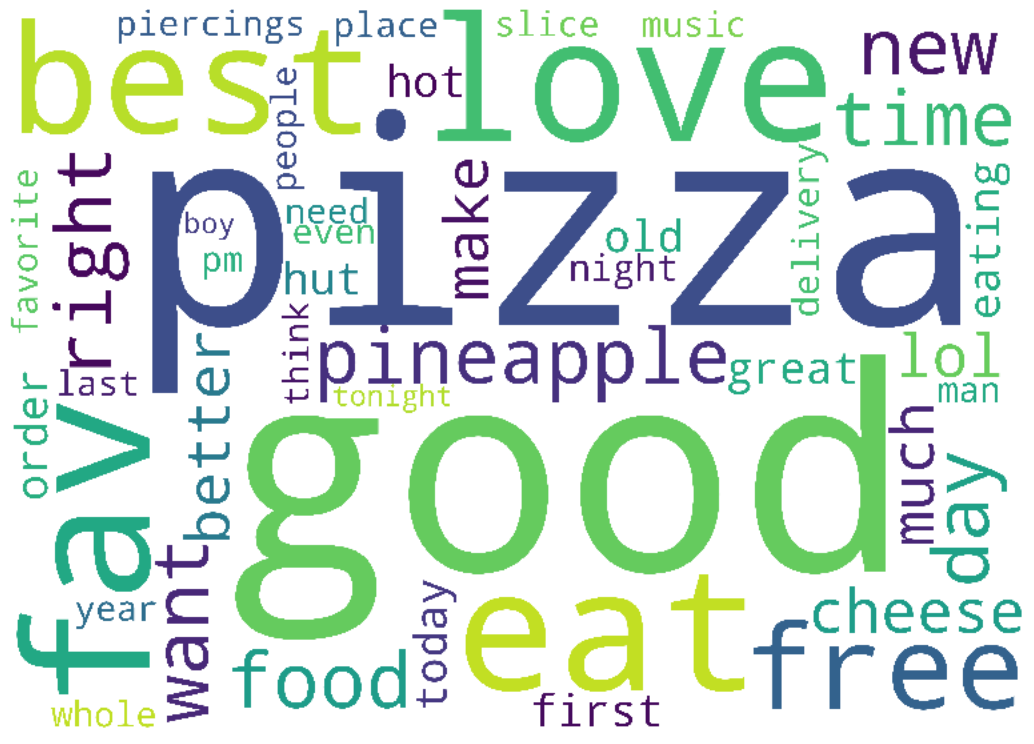 piercings
place
slice
music
best
love
new
hot
time
people
pizza
right
favorite
make
delivery
eating
boy
need
even
old
pm
night
hut
think
pineapple
great
lol
last
tonight
man
order
fav
better
good
much
day
want
year
today
eat
cheese
food
free
whole
first